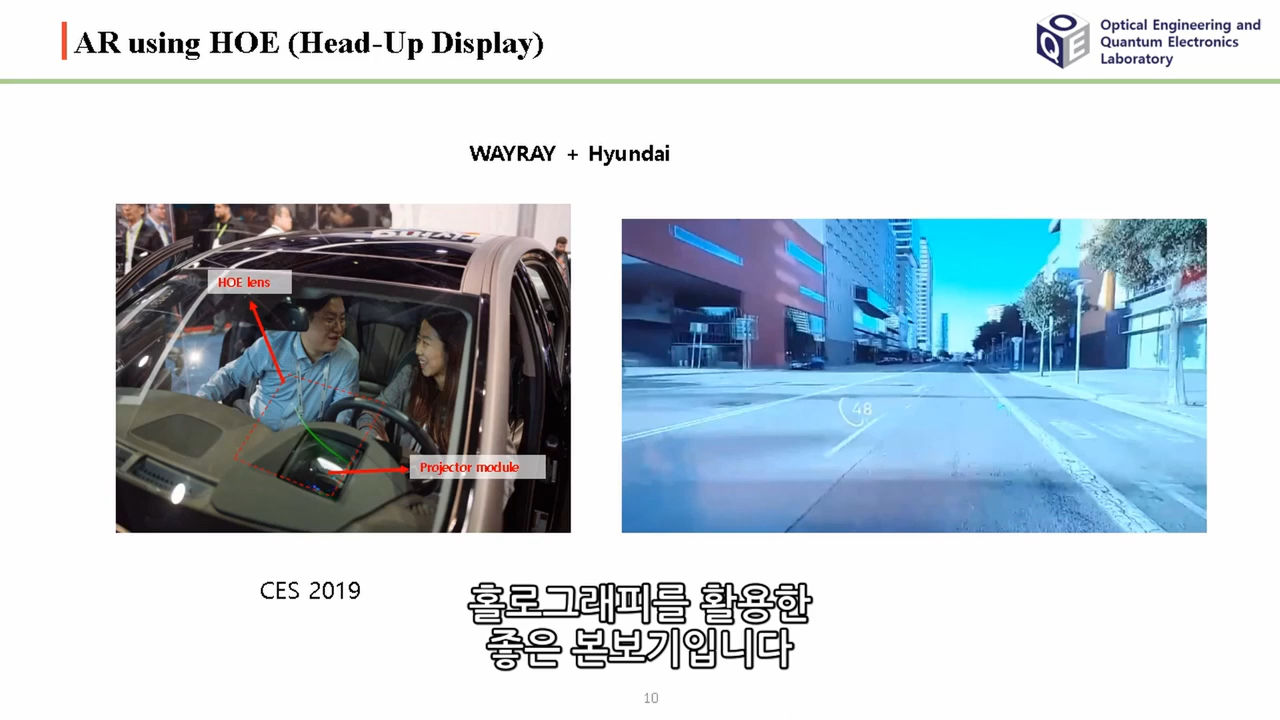 AR using HOE (Head-Up Display)
Optical Engineering and
Quantum Electronics
Laboratory
WAYRAY + Hyundai
HOE lens
Projector module
48
CES 2019
홀로그래피를 활용한
좋은 본보기입니다
10